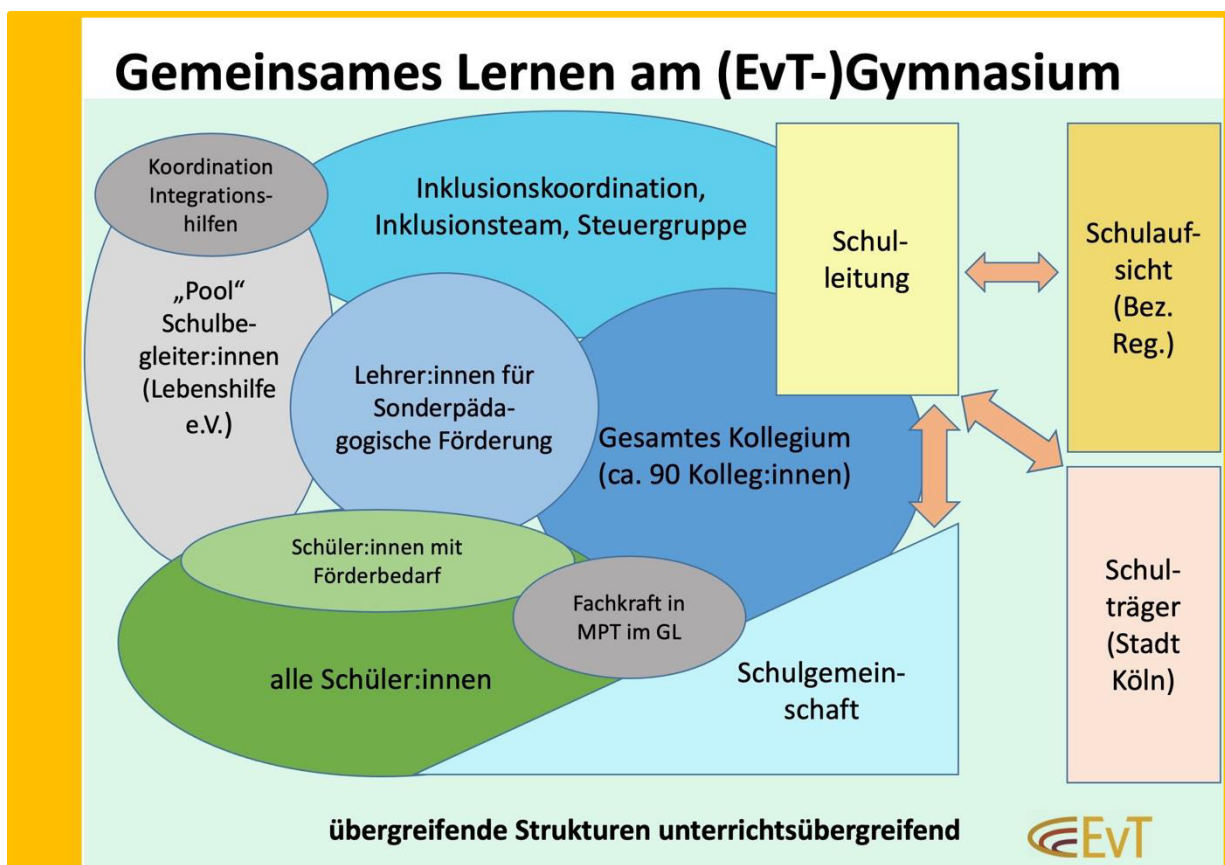 Gemeinsames Lernen am (EvT-)Gymnasium
Koordination
Integrations-
hilfen
Inklusionskoordination,
Inklusionsteam, Steuergruppe
Schul-
leitung
Schulauf-
sicht
(Bez.
Reg.)
„Pool“
Schulbe-
gleiter:innen
(Lebenshilfe
e.V.)
Lehrer:innen für
Sonderpäda-
gogische Förderung
Gesamtes Kollegium
(ca. 90 Kolleg:innen)
Schüler:innen mit
Förderbedarf
Fachkraft in
MPT im GL
Schul-
träger
(Stadt
Köln)
alle Schüler:innen
Schulgemein-
schaft
übergreifende Strukturen unterrichtsübergreifend
EvT